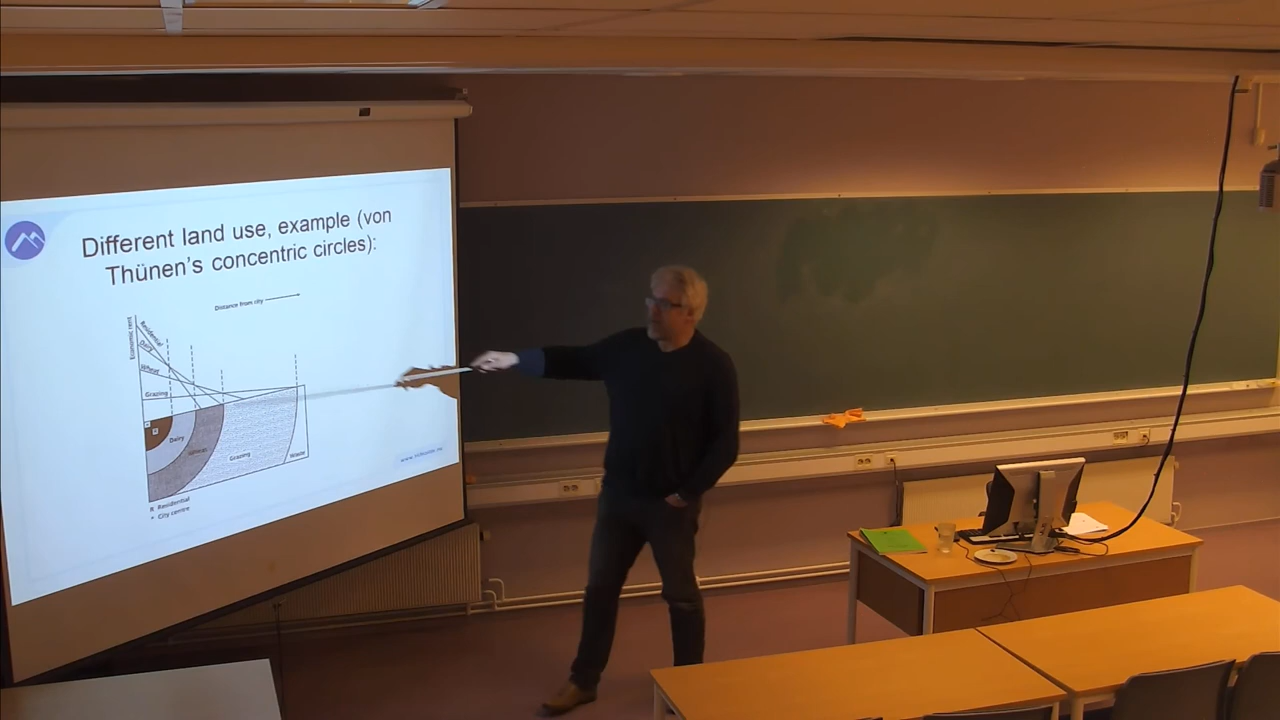 Different land use, example (von
Thünen's concentric circles):
Distance from city
Economic rent
Residential
Dairy
Wheat
Grazing
R
Dairy
Grazing
Waste
R Residential
City centre